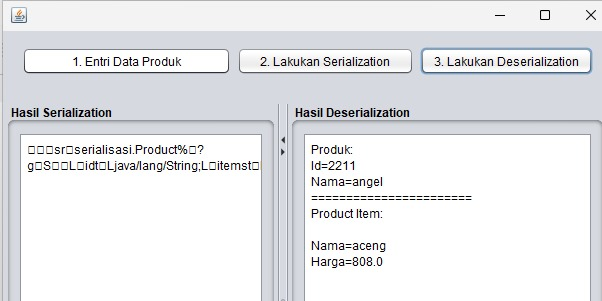 1. Entri Data Produk
2. Lakukan Serialization
3. Lakukan Deserialization
Hasil Serialization
□□□sr□serialisasi.Product%□?
g□S□□L□idt□Ljava/lang/String;L□itemst□
Hasil Deserialization
Produk:
Id=2211
Nama=angel
=======================
Product Item:
Nama=aceng
Harga=808.0